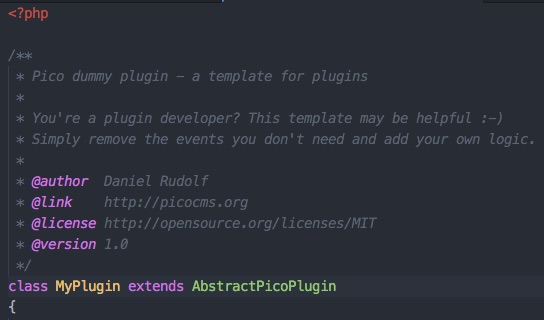 <?php
/**
* Pico dummy plugin - a template for plugins
*
* You're a plugin developer? This template may be helpful :-)
* Simply remove the events you don't need and add your own logic.
*
* @author  Daniel Rudolf
* @link    http://picocms.org
* @license http://opensource.org/licenses/MIT
* @version 1.0
*/
class MyPlugin extends AbstractPicoPlugin
{